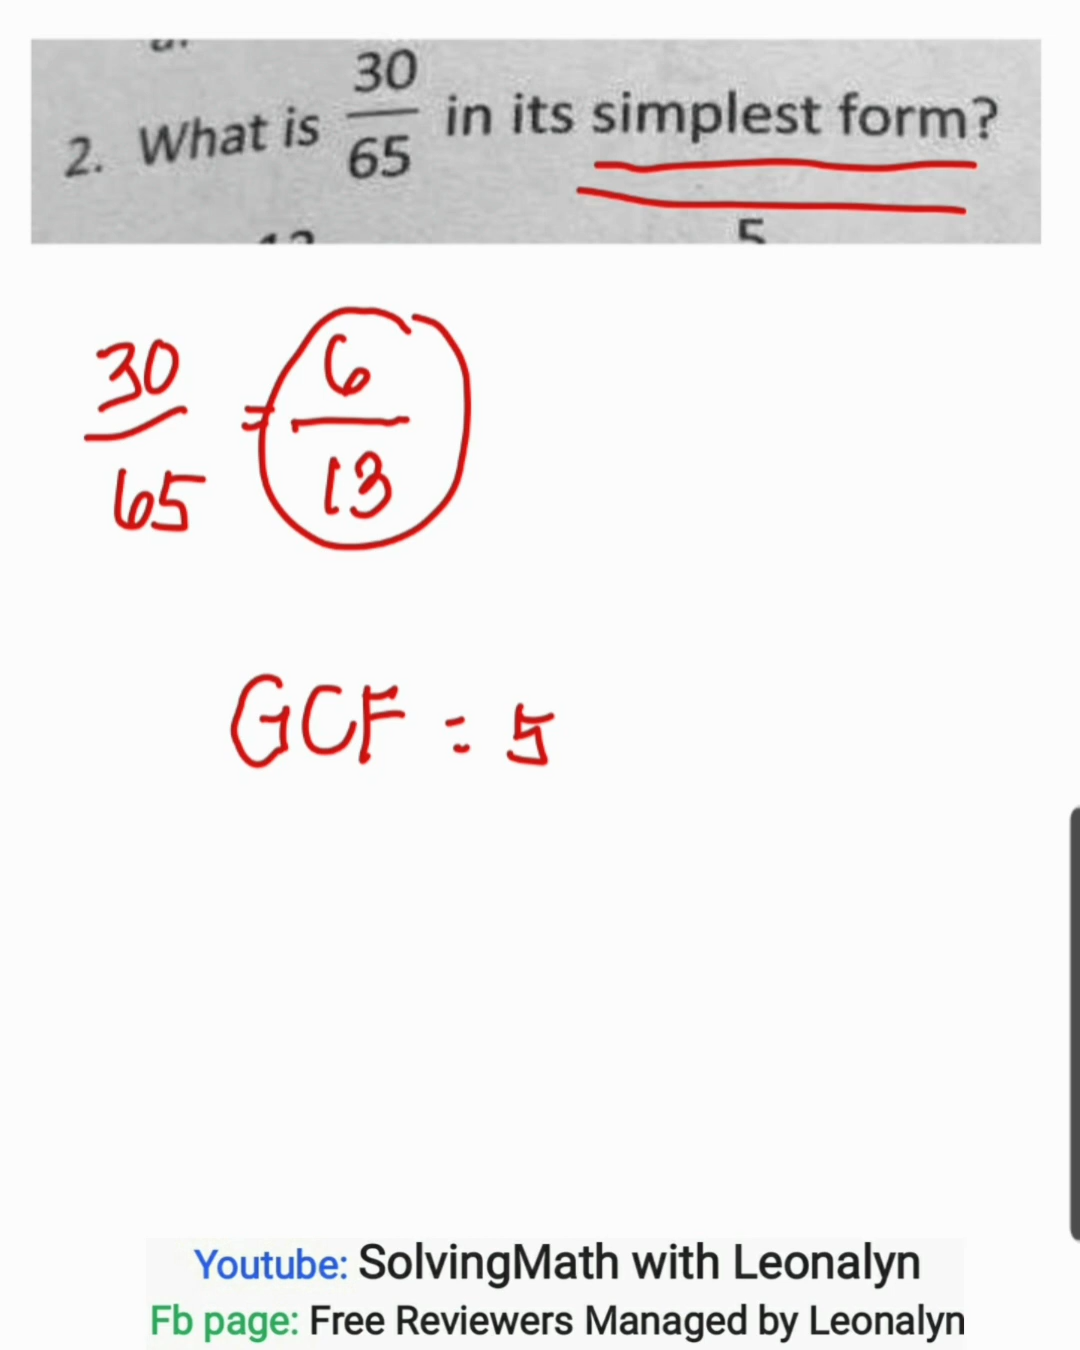 2. What is 30/65 in its simplest form?
5
30/65 = 6/13
GCF = 5
Youtube: SolvingMath with Leonalyn
Fb page: Free Reviewers Managed by Leonalyn